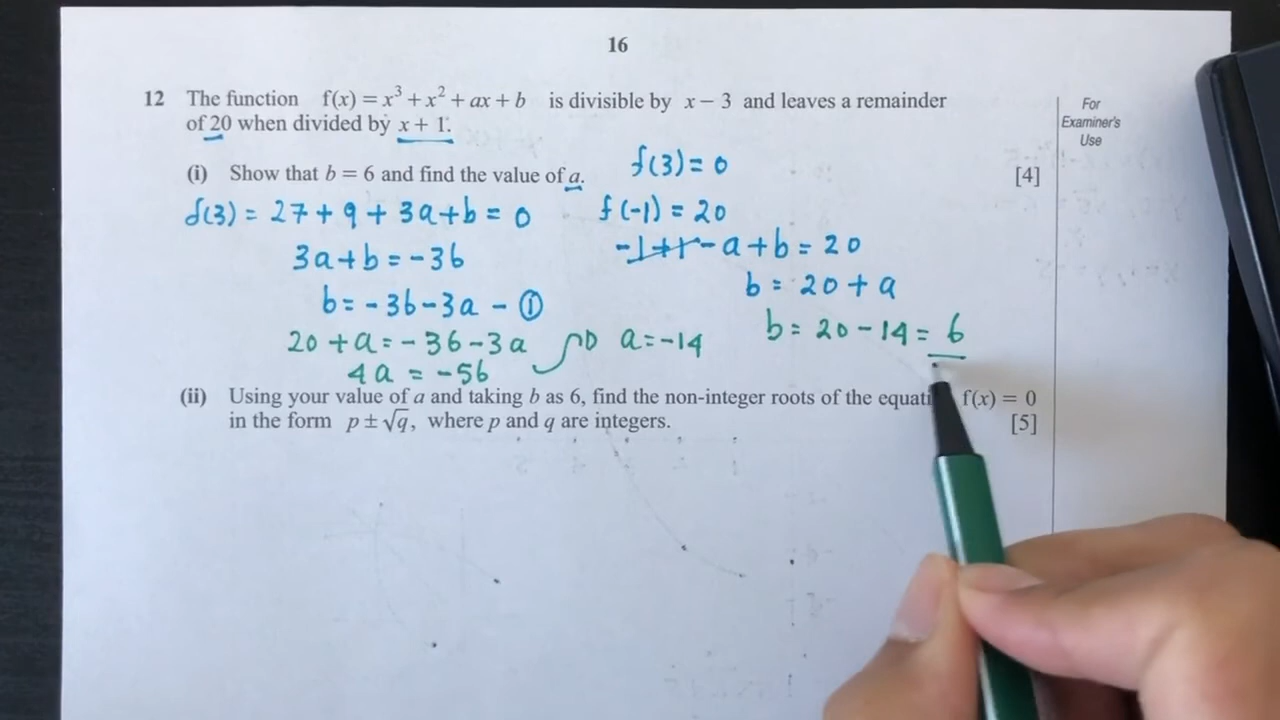 16
12 The function f(x) = x³ + x² + ax + b is divisible by x − 3 and leaves a remainder
of 20 when divided by x + 1.
For
Examiner's
Use
(i) Show that b = 6 and find the value of a. [4]
f(3) = 0
f(3) = 27 + 9 + 3a + b = 0
f(-1) = 20
3a + b = -36
-1+1 - a + b = 20
b = -36 - 3a - ①
b = 20 + a
20 + a = -36 - 3a
a = -14
b = 20 - 14 = 6
4a = -56
(ii) Using your value of a and taking b as 6, find the non-integer roots of the equati f(x) = 0
in the form p ± √q, where p and q are integers. [5]